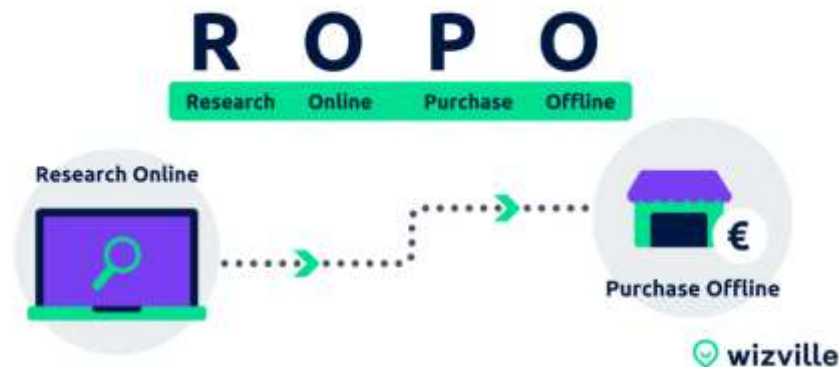 R O P O
Research Online Purchase Offline
Research Online
€
Purchase Offline
wizville